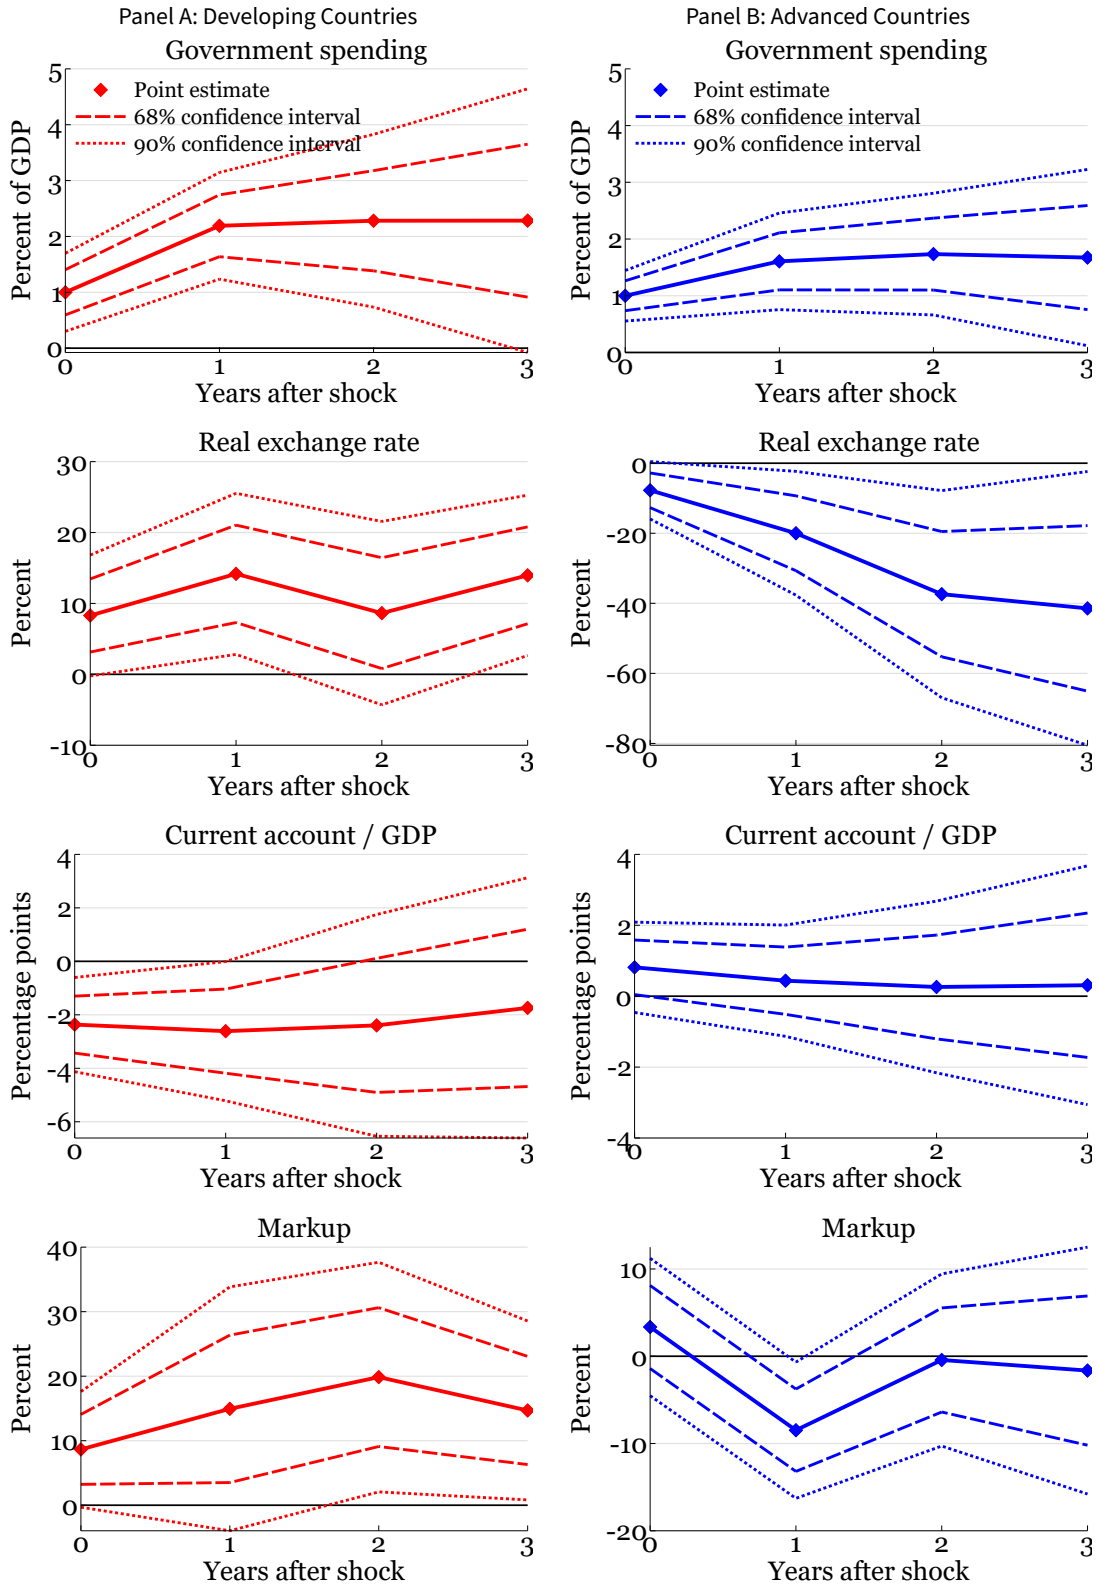 Panel A: Developing Countries
Government spending
5
4
3
2
1
0
Percent of GDP
Point estimate
68% confidence interval
90% confidence interval
0 1 2 3
Years after shock
Panel B: Advanced Countries
Government spending
5
4
3
2
1
0
Percent of GDP
Point estimate
68% confidence interval
90% confidence interval
0 1 2 3
Years after shock
Real exchange rate
30
20
10
0
-10
Percent
0 1 2 3
Years after shock
Real exchange rate
0
-20
-40
-60
-80
Percent
0 1 2 3
Years after shock
Current account / GDP
4
2
0
-2
-4
-6
Percentage points
0 1 2 3
Years after shock
Current account / GDP
4
2
0
-2
-4
Percentage points
0 1 2 3
Years after shock
Markup
40
30
20
10
0
Percent
0 1 2 3
Years after shock
Markup
10
0
-10
-20
Percent
0 1 2 3
Years after shock